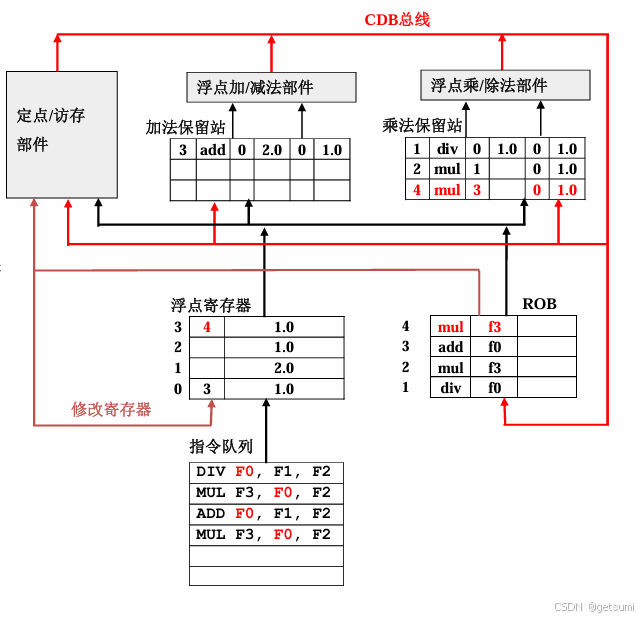 CDB总线
定点/访存
部件
浮点加/减法部件
浮点乘/除法部件
加法保留站
3 add 0 2.0 0 1.0
乘法保留站
1 div 0 1.0 0 1.0
2 mul 1 0 1.0
4 mul 3 0 1.0
浮点寄存器
3 4 1.0
2 1.0
1 2.0
0 3 1.0
ROB
4 mul f3
3 add f0
2 mul f3
1 div f0
修改寄存器
指令队列
DIV F0, F1, F2
MUL F3, F0, F2
ADD F0, F1, F2
MUL F3, F0, F2
CSDN @getsumi